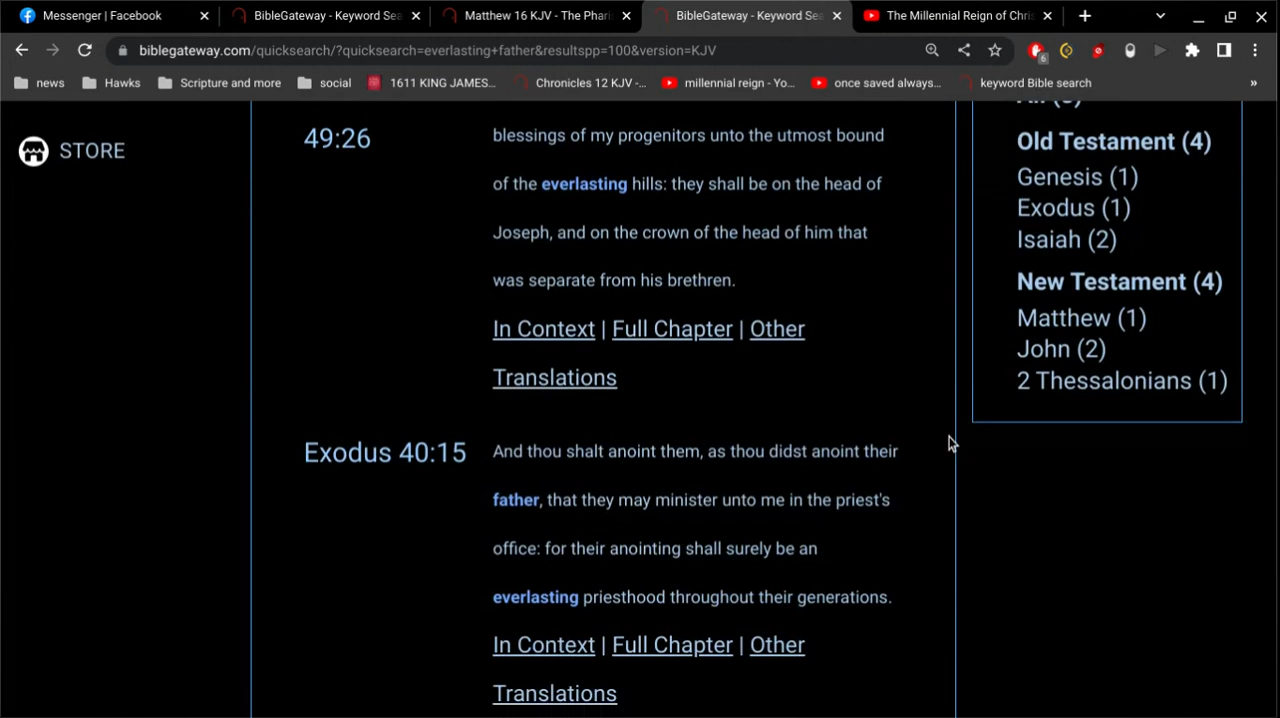 Messenger | Facebook
BibleGateway - Keyword Sea
Matthew 16 KJV - The Phari
BibleGateway - Keyword Sea
The Millennial Reign of Chris
biblegateway.com/quicksearch/?quicksearch=everlasting+father&resultspp=100&version=KJV
6
news
Hawks
Scripture and more
social
1611 KING JAMES...
Chronicles 12 KJV -...
millennial reign - Yo...
once saved always...
keyword Bible search
»
STORE
49:26
blessings of my progenitors unto the utmost bound
of the everlasting hills: they shall be on the head of
Joseph, and on the crown of the head of him that
was separate from his brethren.
In Context | Full Chapter | Other
Translations
Exodus 40:15
And thou shalt anoint them, as thou didst anoint their
father, that they may minister unto me in the priest's
office: for their anointing shall surely be an
everlasting priesthood throughout their generations.
In Context | Full Chapter | Other
Translations
Old Testament (4)
Genesis (1)
Exodus (1)
Isaiah (2)
New Testament (4)
Matthew (1)
John (2)
2 Thessalonians (1)